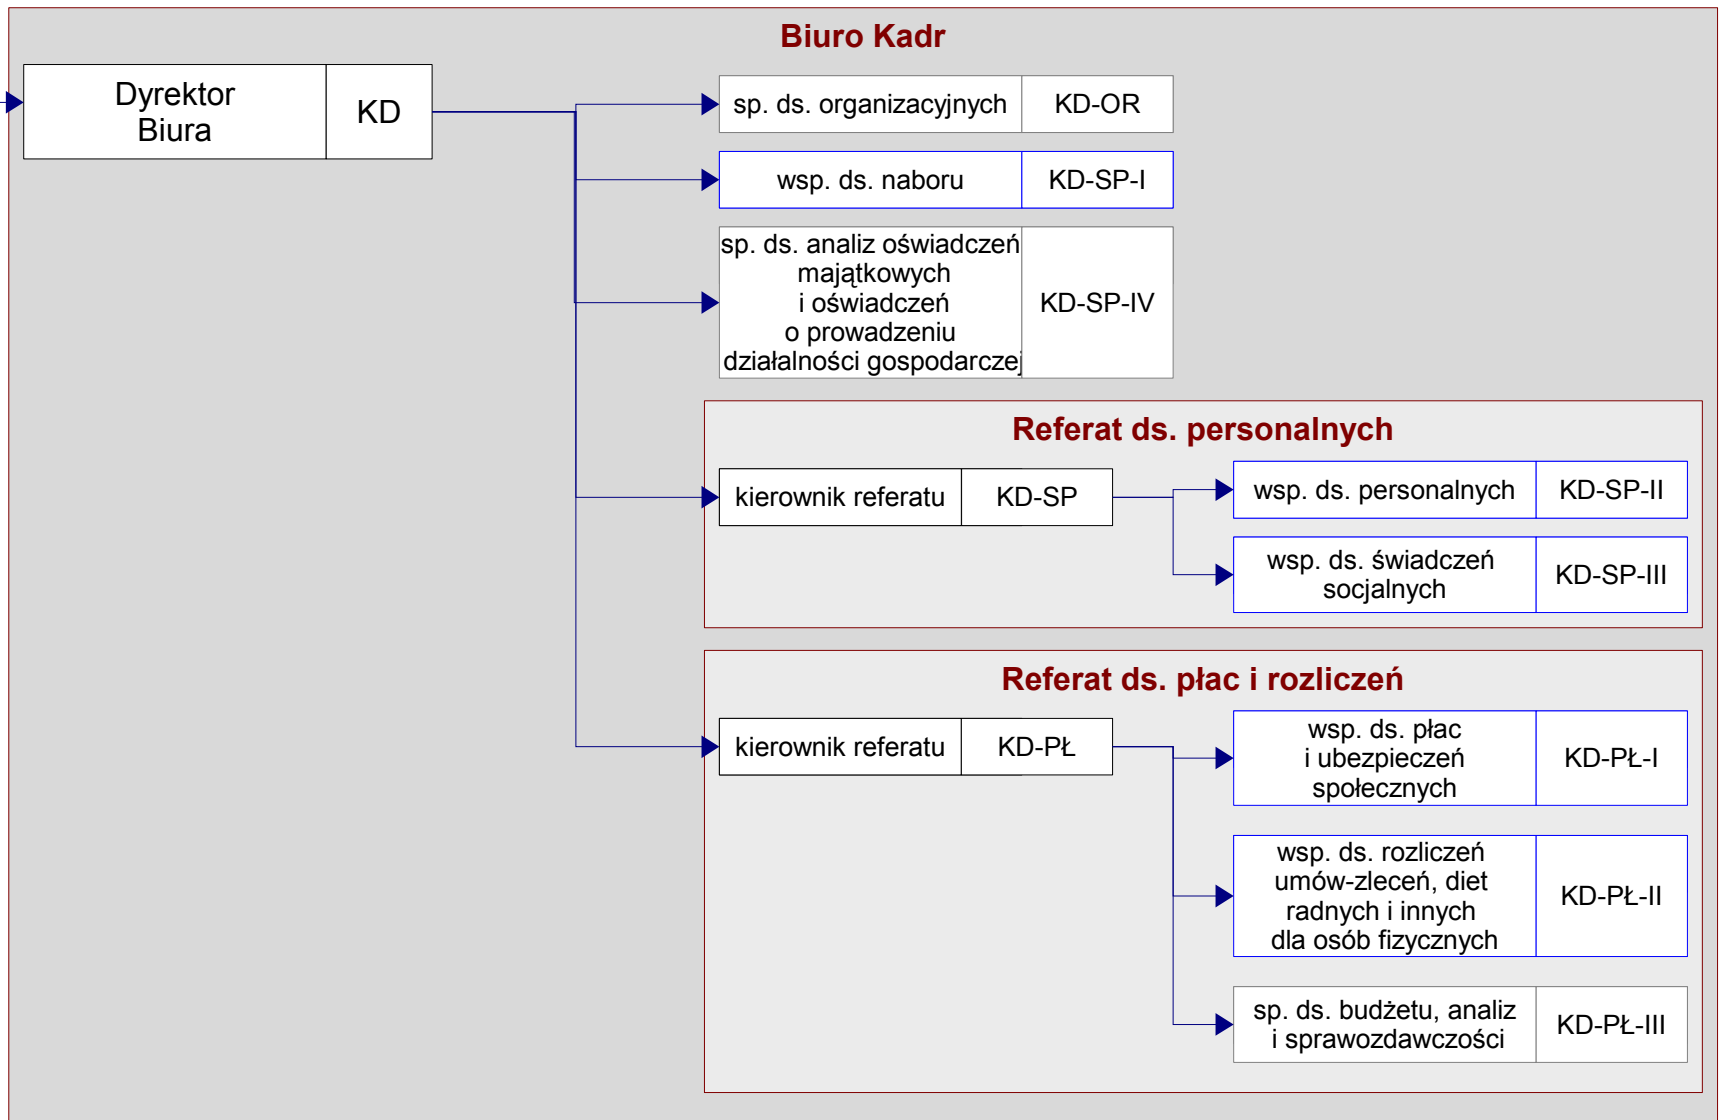 Biuro Kadr
Dyrektor
Biura
KD
sp. ds. organizacyjnych
KD-OR
wsp. ds. naboru
KD-SP-I
sp. ds. analiz oświadczeń
majątkowych
i oświadczeń
o prowadzeniu
działalności gospodarczej
KD-SP-IV
Referat ds. personalnych
kierownik referatu
KD-SP
wsp. ds. personalnych
KD-SP-II
wsp. ds. świadczeń
socjalnych
KD-SP-III
Referat ds. płac i rozliczeń
kierownik referatu
KD-PŁ
wsp. ds. płac
i ubezpieczeń
społecznych
KD-PŁ-I
wsp. ds. rozliczeń
umów-zleceń, diet
radnych i innych
dla osób fizycznych
KD-PŁ-II
sp. ds. budżetu, analiz
i sprawozdawczości
KD-PŁ-III